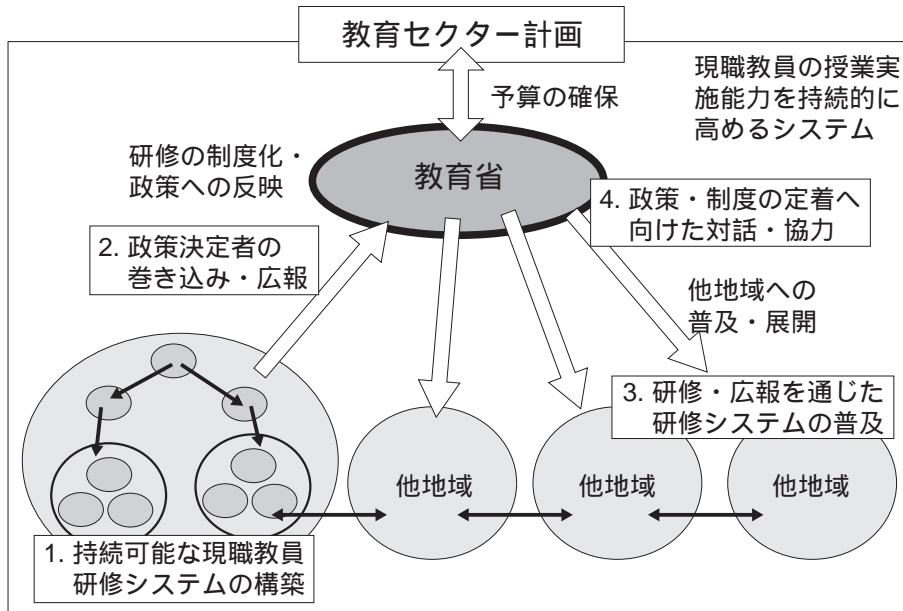 教育セクター計画
現職教員の授業実
施能力を持続的に
高めるシステム
予算の確保
研修の制度化・
政策への反映
教育省
4. 政策・制度の定着へ
向けた対話・協力
2. 政策決定者の
巻き込み・広報
他地域への
普及・展開
3. 研修・広報を通じた
研修システムの普及
他地域
他地域
他地域
1. 持続可能な現職教員
研修システムの構築